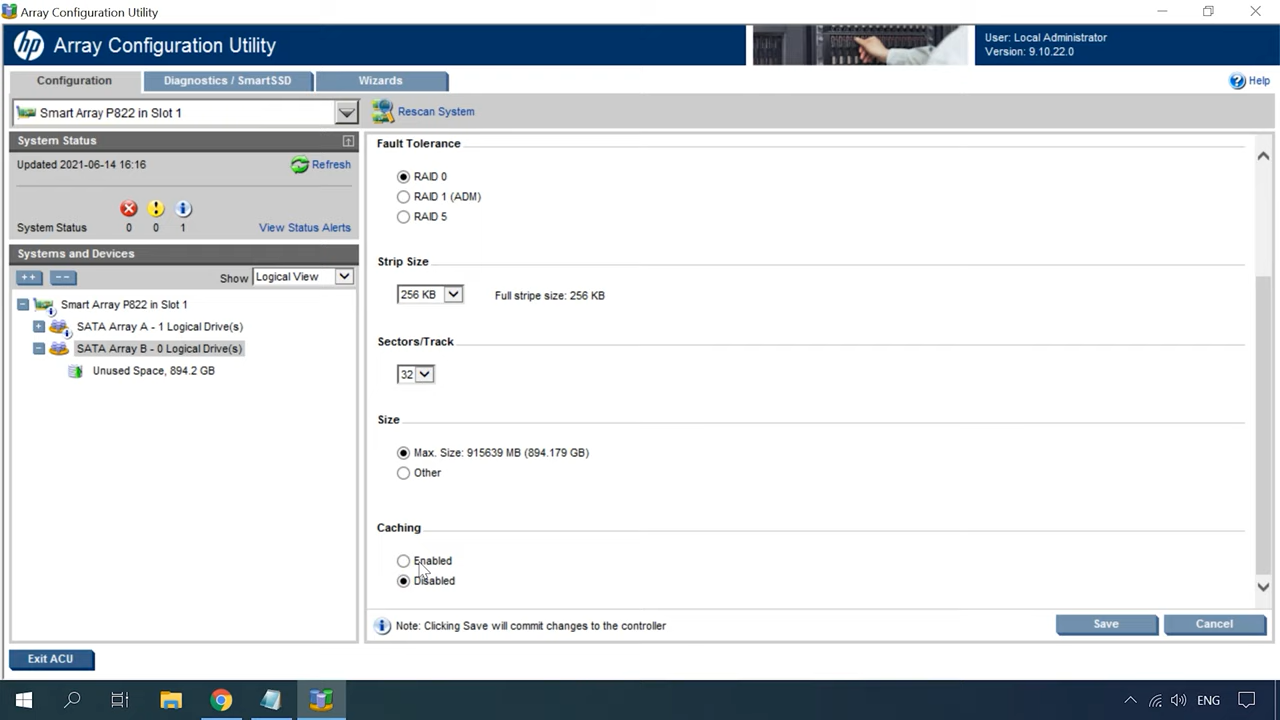 Array Configuration Utility
hp Array Configuration Utility
User: Local Administrator
Version: 9.10.22.0
Configuration
Diagnostics / SmartSSD
Wizards
Help
Smart Array P822 in Slot 1
Rescan System
System Status
Updated 2021-06-14 16:16
Refresh
System Status 0 0 1 View Status Alerts
Systems and Devices
++ -- Show Logical View
Smart Array P822 in Slot 1
SATA Array A - 1 Logical Drive(s)
SATA Array B - 0 Logical Drive(s)
Unused Space, 894.2 GB
Exit ACU
Fault Tolerance
RAID 0
RAID 1 (ADM)
RAID 5
Strip Size
256 KB Full stripe size: 256 KB
Sectors/Track
32
Size
Max. Size: 915639 MB (894.179 GB)
Other
Caching
Enabled
Disabled
Note: Clicking Save will commit changes to the controller
Save
Cancel
ENG